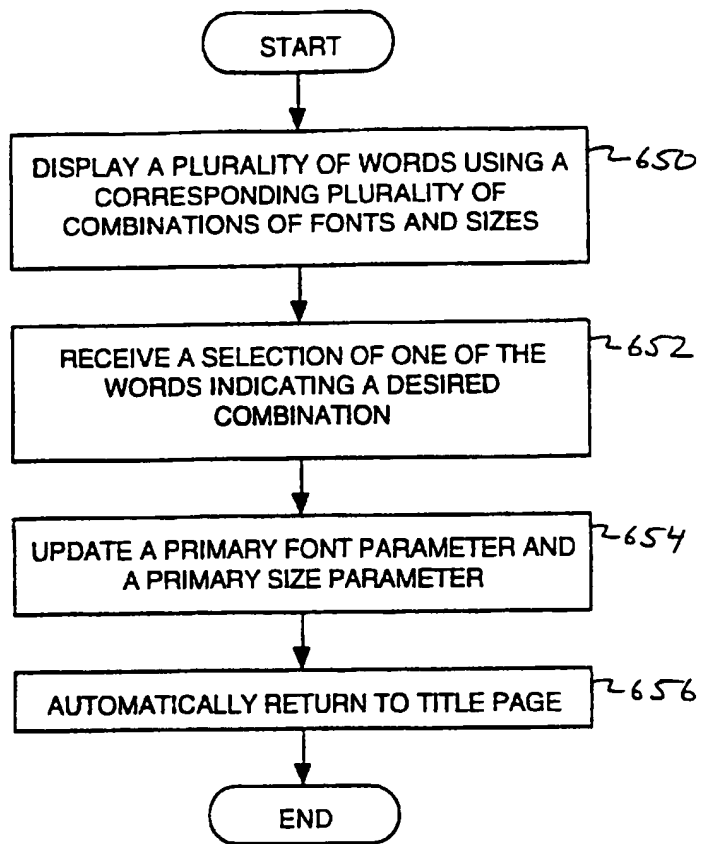 START
DISPLAY A PLURALITY OF WORDS USING A
CORRESPONDING PLURALITY OF
COMBINATIONS OF FONTS AND SIZES
650
RECEIVE A SELECTION OF ONE OF THE
WORDS INDICATING A DESIRED
COMBINATION
652
UPDATE A PRIMARY FONT PARAMETER AND
A PRIMARY SIZE PARAMETER
654
AUTOMATICALLY RETURN TO TITLE PAGE
656
END